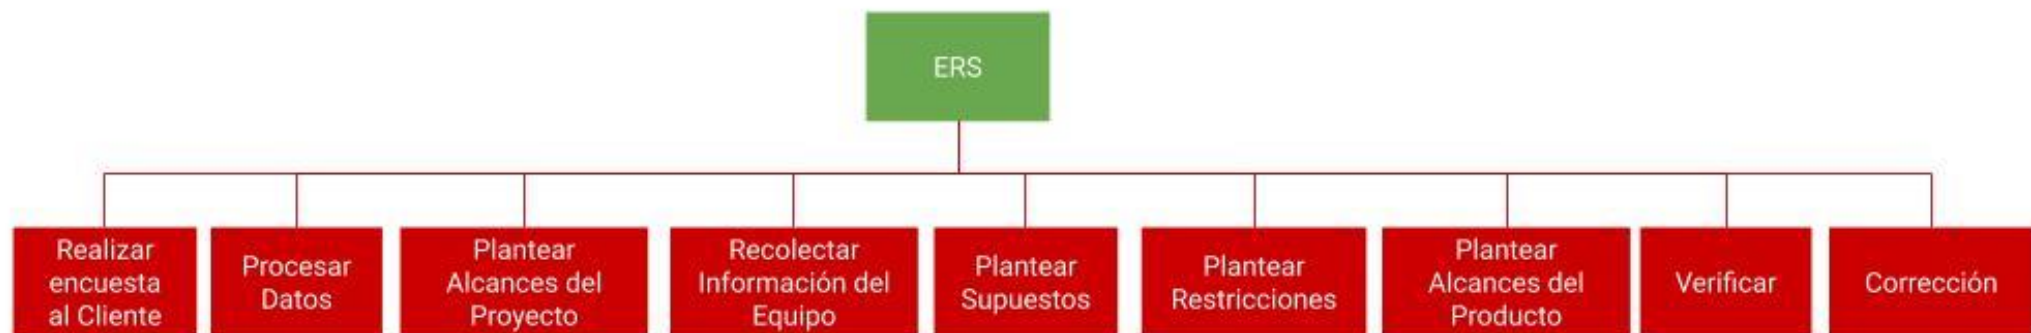 ERS
Realizar
encuesta
al Cliente
Procesar
Datos
Plantear
Alcances del
Proyecto
Recolectar
Información del
Equipo
Plantear
Supuestos
Plantear
Restricciones
Plantear
Alcances del
Producto
Verificar
Corrección